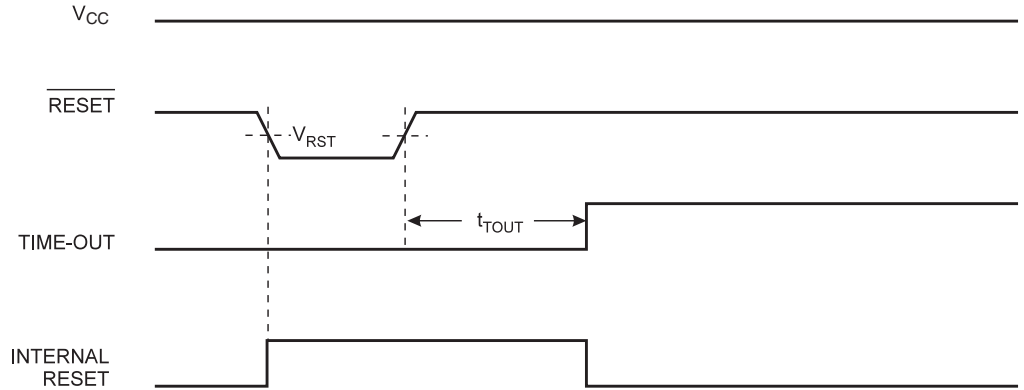 VCC
RESET
VRST
tTOUT
TIME-OUT
INTERNAL
RESET